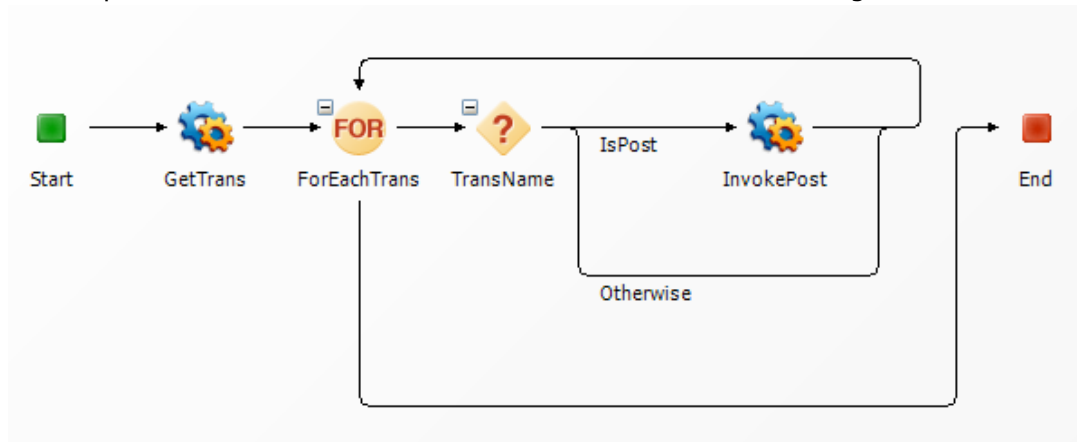 FOR
?
IsPost
Start
GetTrans
ForEachTrans
TransName
InvokePost
End
Otherwise